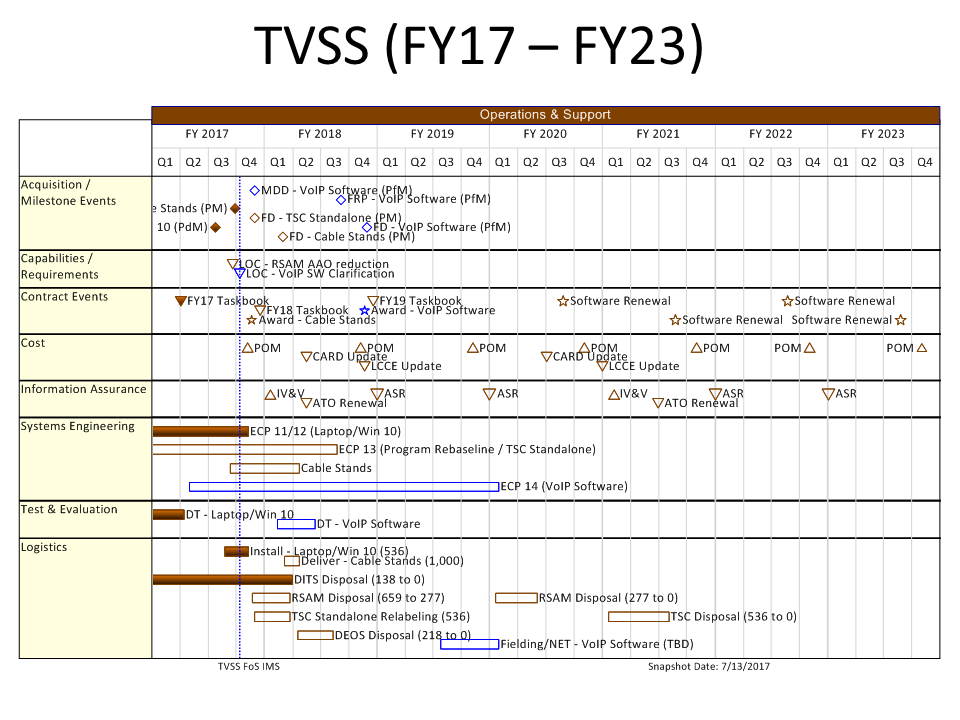 TVSS (FY17 – FY23)
Operations & Support
FY 2017 FY 2018 FY 2019 FY 2020 FY 2021 FY 2022 FY 2023
Q1 Q2 Q3 Q4 Q1 Q2 Q3 Q4 Q1 Q2 Q3 Q4 Q1 Q2 Q3 Q4 Q1 Q2 Q3 Q4 Q1 Q2 Q3 Q4 Q1 Q2 Q3 Q4
Acquisition /
Milestone Events
MDD - VoIP Software (PfM)
FRP - VoIP Software (PfM)
e Stands (PM)
FD - TSC Standalone (PM)
10 (PdM)
FD - VoIP Software (PfM)
FD - Cable Stands (PM)
Capabilities /
Requirements
LOC - RSAM AAO reduction
LOC - VoIP SW Clarification
Contract Events
FY17 Taskbook
FY19 Taskbook
Software Renewal
Software Renewal
FY18 Taskbook
Award - VoIP Software
Award - Cable Stands
Software Renewal
Software Renewal
Cost
POM POM POM POM POM POM POM
CARD Update
CARD Update
LCCE Update
LCCE Update
Information Assurance
IV&V ASR ASR IV&V ASR ASR
ATO Renewal
ATO Renewal
Systems Engineering
ECP 11/12 (Laptop/Win 10)
ECP 13 (Program Rebaseline / TSC Standalone)
Cable Stands
ECP 14 (VoIP Software)
Test & Evaluation
DT - Laptop/Win 10
DT - VoIP Software
Logistics
Install - Laptop/Win 10 (536)
Deliver - Cable Stands (1,000)
DITS Disposal (138 to 0)
RSAM Disposal (659 to 277)
RSAM Disposal (277 to 0)
TSC Standalone Relabeling (536)
TSC Disposal (536 to 0)
DEOS Disposal (218 to 0)
Fielding/NET - VoIP Software (TBD)
TVSS FoS IMS
Snapshot Date: 7/13/2017